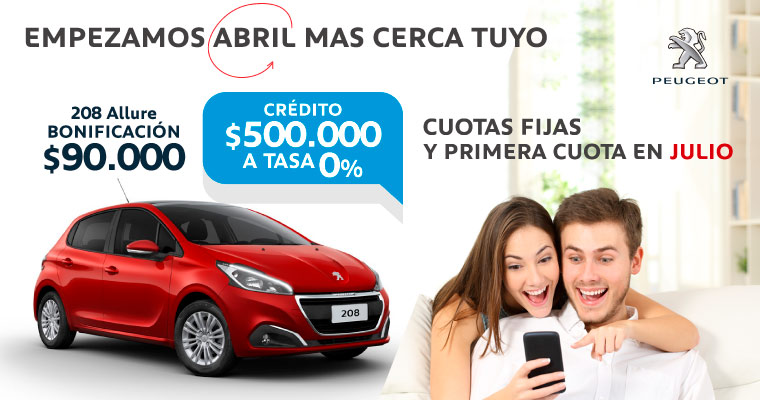 EMPEZAMOS ABRIL MAS CERCA TUYO
PEUGEOT
208 Allure
BONIFICACIÓN
$90.000
CRÉDITO
$500.000
A TASA 0%
CUOTAS FIJAS
Y PRIMERA CUOTA EN JULIO
208